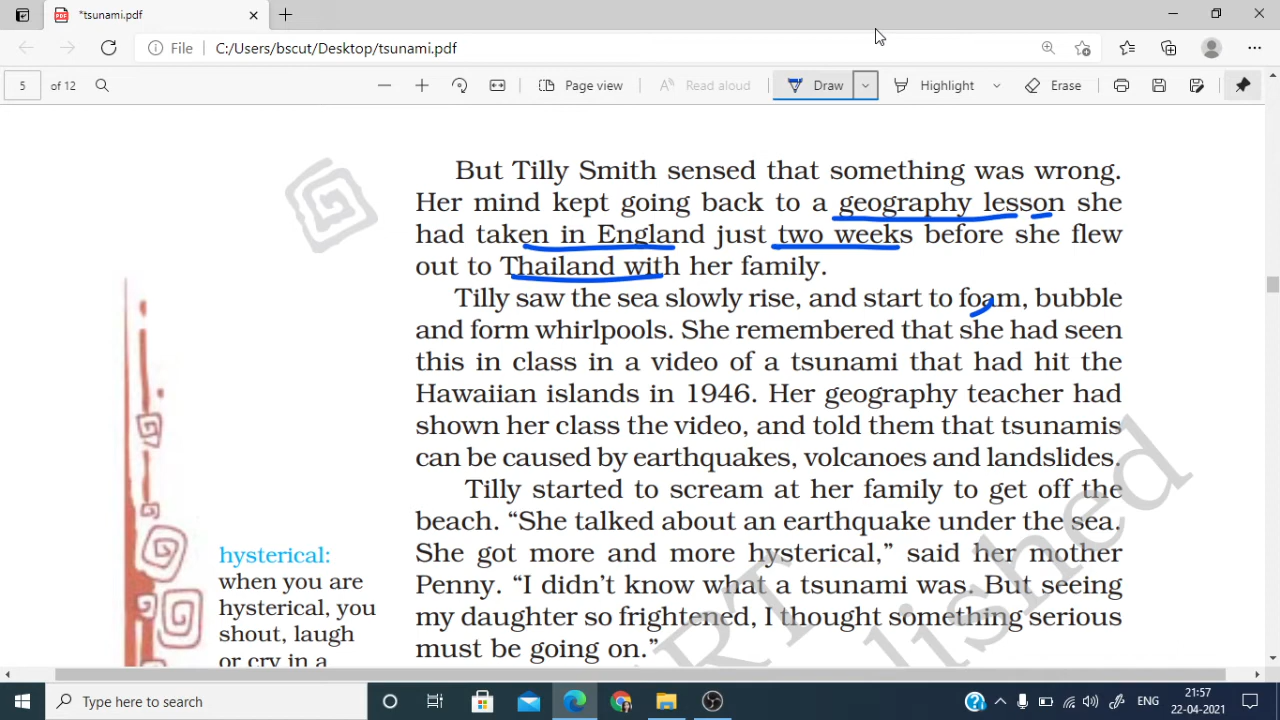 *tsunami.pdf
File
C:/Users/bscut/Desktop/tsunami.pdf
5 of 12
Page view
Read aloud
Draw
Highlight
Erase
But Tilly Smith sensed that something was wrong.
Her mind kept going back to a geography lesson she
had taken in England just two weeks before she flew
out to Thailand with her family.
Tilly saw the sea slowly rise, and start to foam, bubble
and form whirlpools. She remembered that she had seen
this in class in a video of a tsunami that had hit the
Hawaiian islands in 1946. Her geography teacher had
shown her class the video, and told them that tsunamis
can be caused by earthquakes, volcanoes and landslides.
Tilly started to scream at her family to get off the
beach. “She talked about an earthquake under the sea.
She got more and more hysterical,” said her mother
Penny. “I didn’t know what a tsunami was. But seeing
my daughter so frightened, I thought something serious
must be going on.”
hysterical:
when you are
hysterical, you
shout, laugh
or cry in a
Type here to search
ENG
21:57
22-04-2021